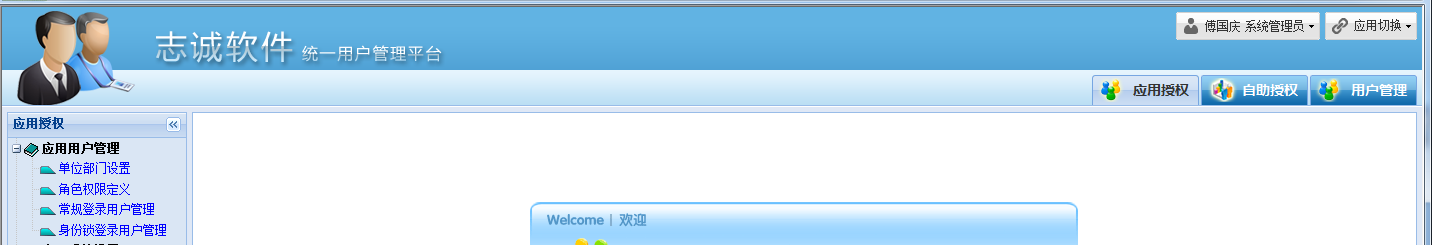 傅国庆 系统管理员
应用切换
志诚软件 统一用户管理平台
应用授权
自助授权
用户管理
应用授权
应用用户管理
单位部门设置
角色权限定义
常规登录用户管理
身份锁登录用户管理
Welcome | 欢迎